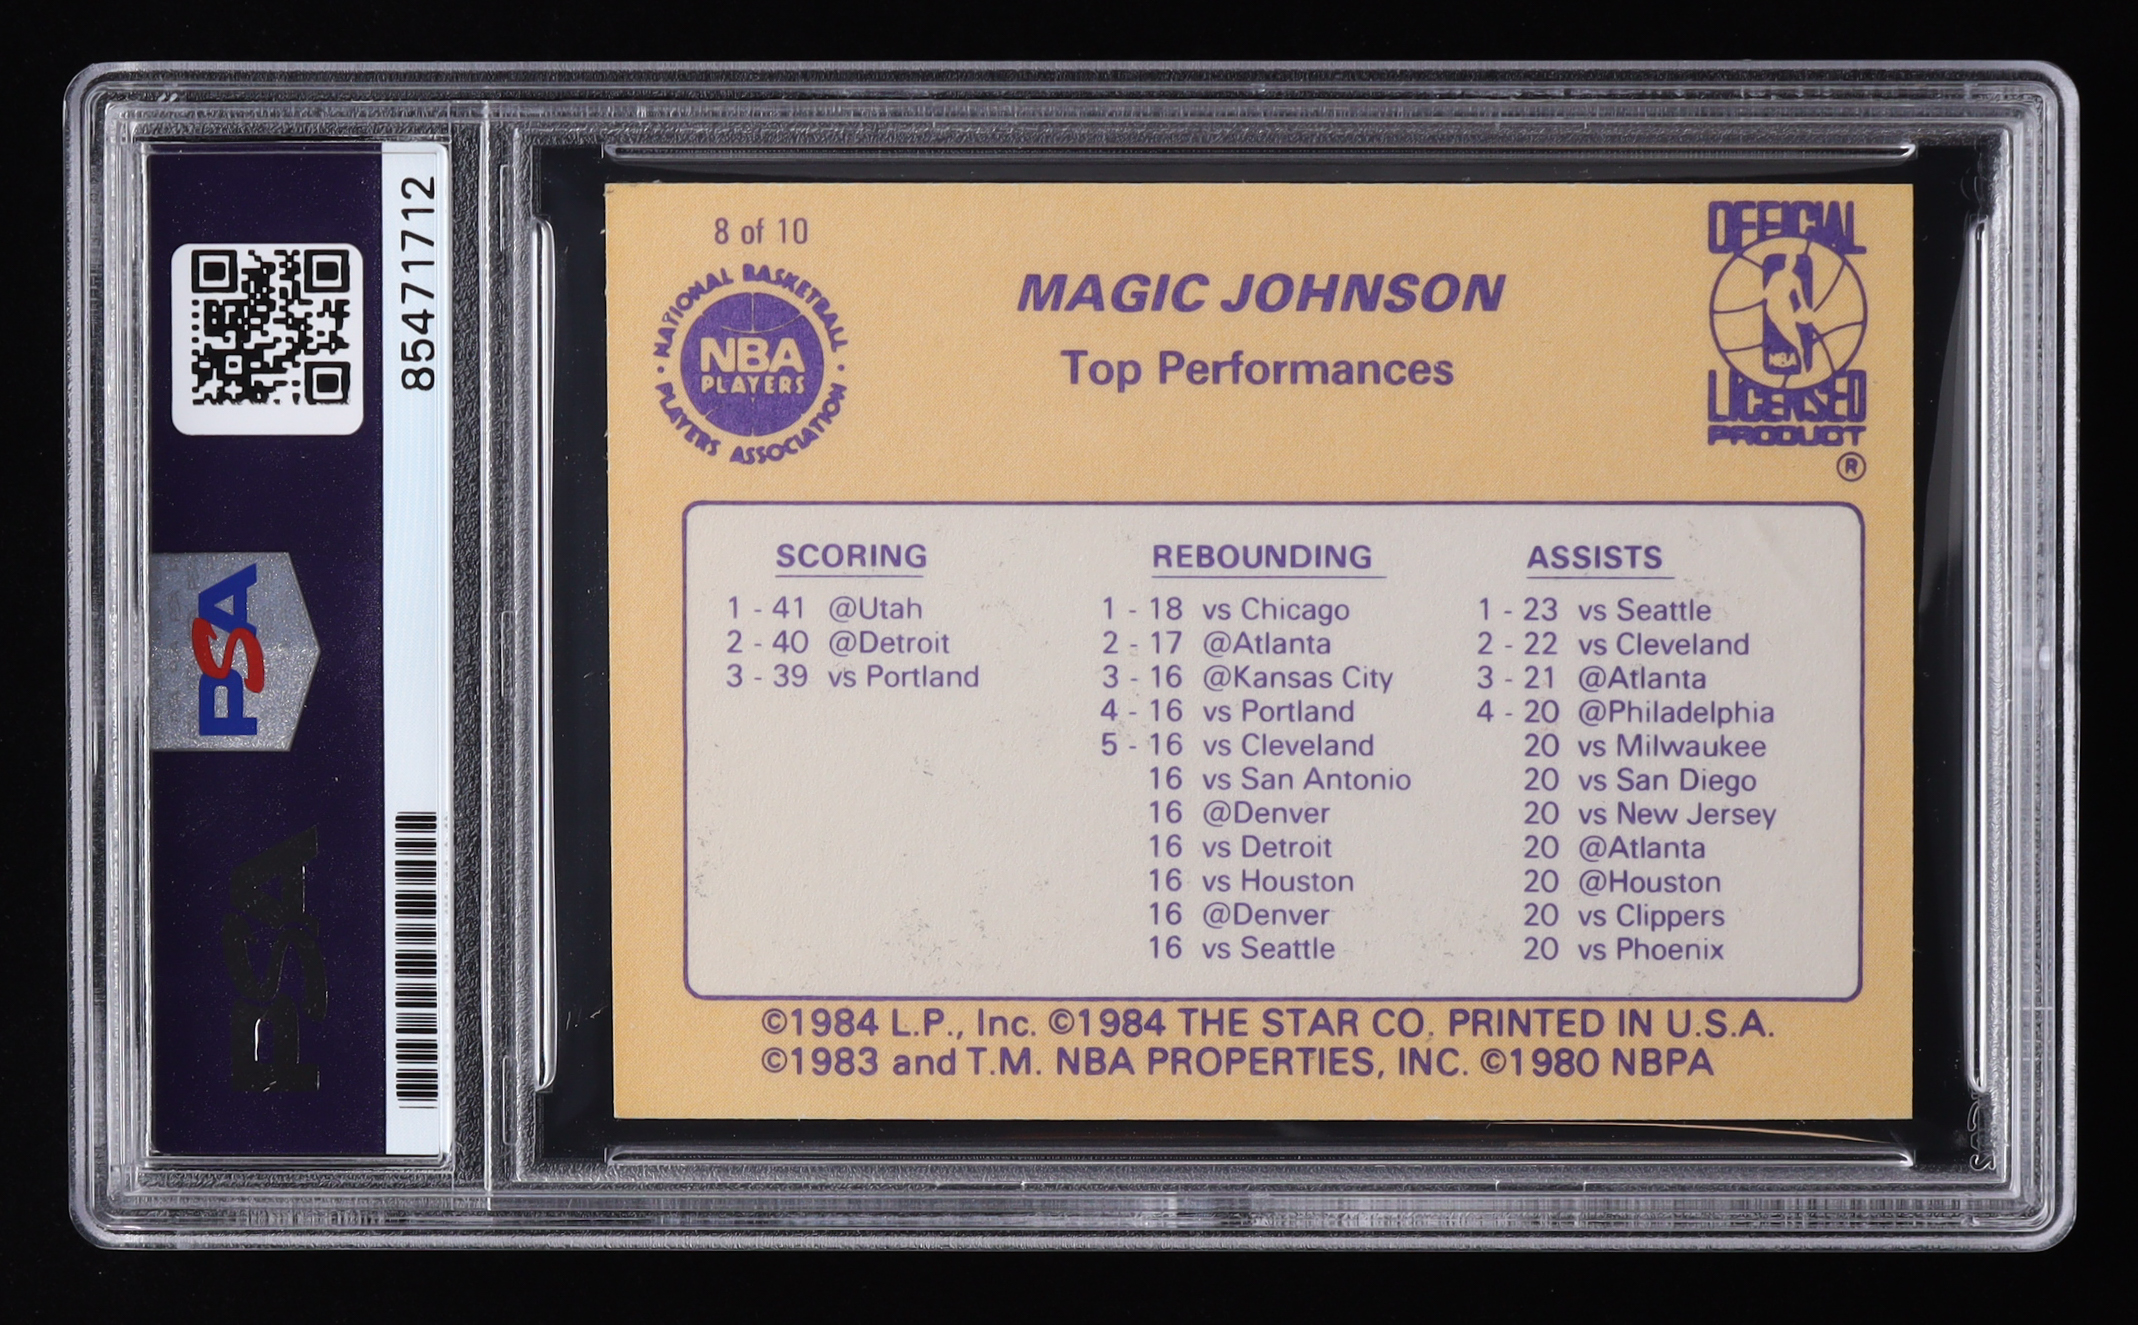 85471712
PSA
PSA
8 of 10
NATIONAL BASKETBALL
NBA
PLAYERS
PLAYERS ASSOCIATION
MAGIC JOHNSON
Top Performances
OFFICIAL
NBA
LICENSED
PRODUCT
®
SCORING
1 - 41 @Utah
2 - 40 @Detroit
3 - 39 vs Portland
REBOUNDING
1 - 18 vs Chicago
2 - 17 @Atlanta
3 - 16 @Kansas City
4 - 16 vs Portland
5 - 16 vs Cleveland
16 vs San Antonio
16 @Denver
16 vs Detroit
16 vs Houston
16 @Denver
16 vs Seattle
ASSISTS
1 - 23 vs Seattle
2 - 22 vs Cleveland
3 - 21 @Atlanta
4 - 20 @Philadelphia
20 vs Milwaukee
20 vs San Diego
20 vs New Jersey
20 @Atlanta
20 @Houston
20 vs Clippers
20 vs Phoenix
©1984 L.P., Inc. ©1984 THE STAR CO. PRINTED IN U.S.A.
©1983 and T.M. NBA PROPERTIES, INC. ©1980 NBPA